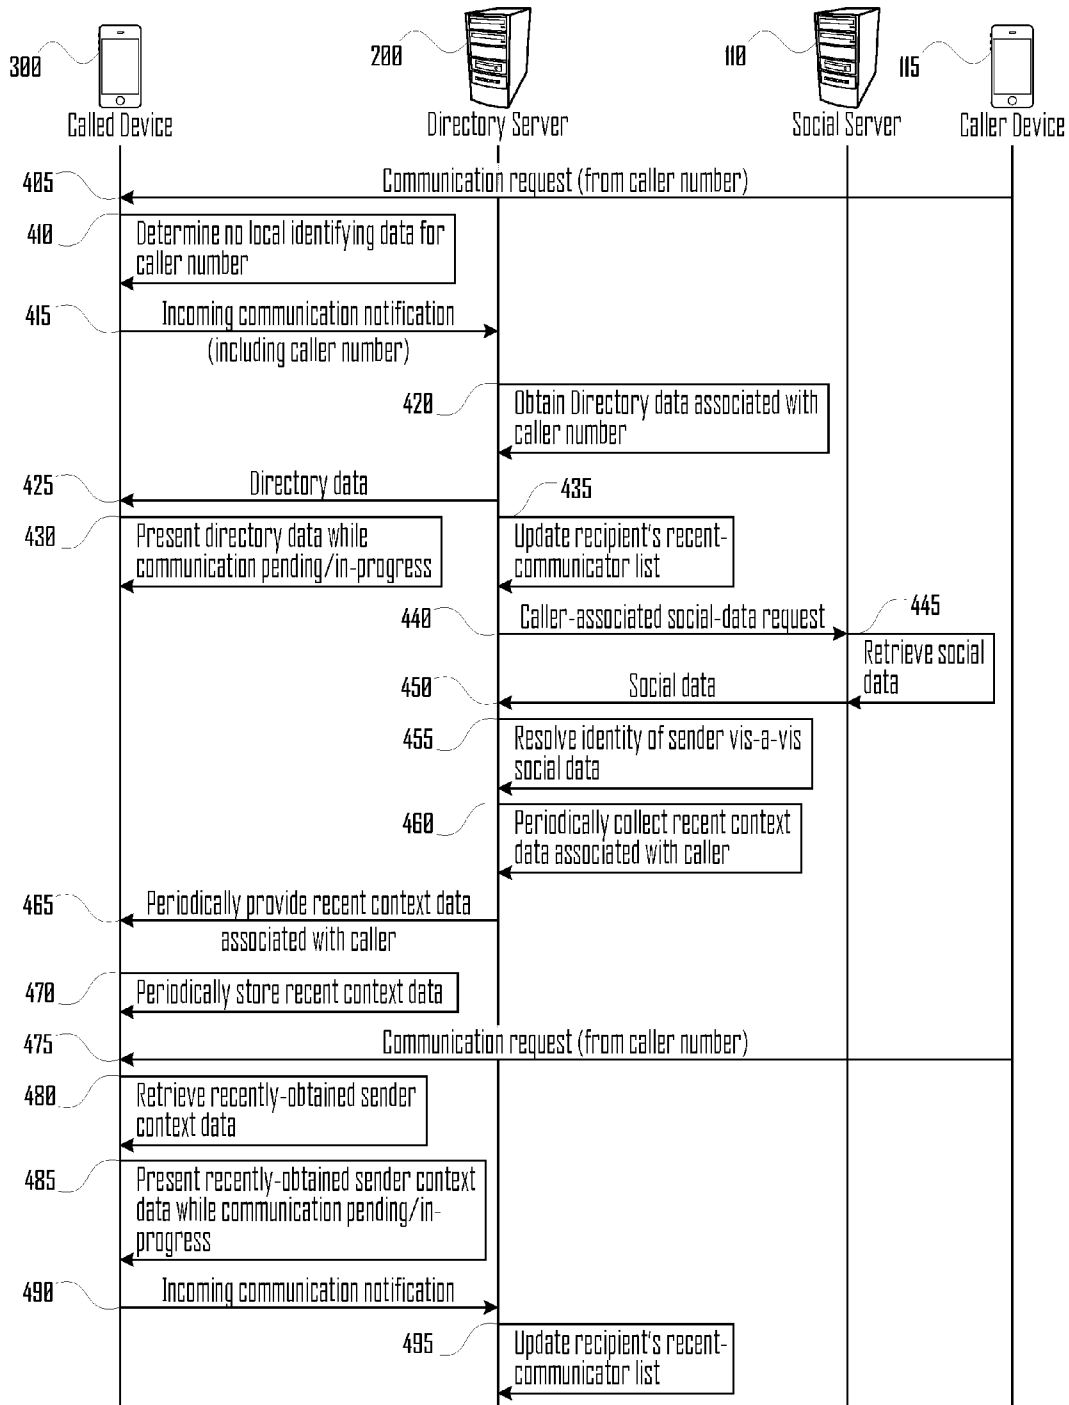 300
200
110
115
Called Device
Directory Server
Social Server
Caller Device
405
Communication request (from caller number)
410
Determine no local identifying data for
caller number
415
Incoming communication notification
(including caller number)
420
Obtain Directory data associated with
caller number
425
Directory data
435
430
Present directory data while
communication pending/in-progress
Update recipient's recent-
communicator list
440
Caller-associated social-data request
445
Retrieve social
data
450
Social data
455
Resolve identity of sender vis-a-vis
social data
460
Periodically collect recent context
data associated with caller
465
Periodically provide recent context data
associated with caller
470
Periodically store recent context data
475
Communication request (from caller number)
480
Retrieve recently-obtained sender
context data
485
Present recently-obtained sender context
data while communication pending/in-
progress
490
Incoming communication notification
495
Update recipient's recent-
communicator list